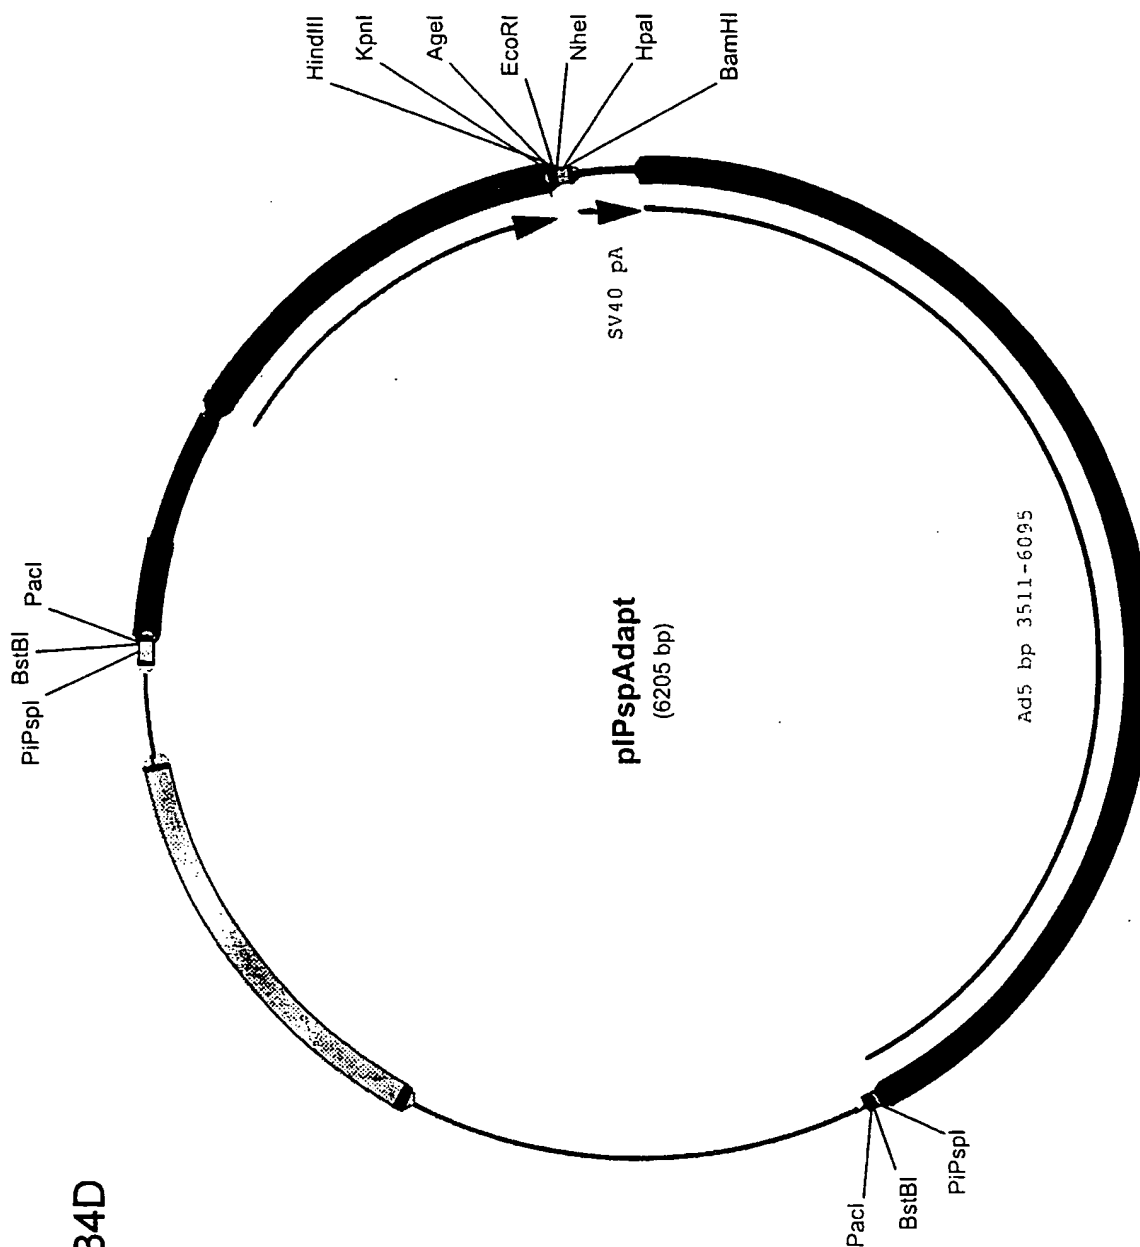 HindIII
KpnI
AgeI
EcoRI
NheI
HpaI
BamHI
PacI
BstBI
PiPspI
SV40 pA
pIPspAdapt
(6205 bp)
Ad5 bp 3511-6095
PiPspI
BstBI
PacI
34D